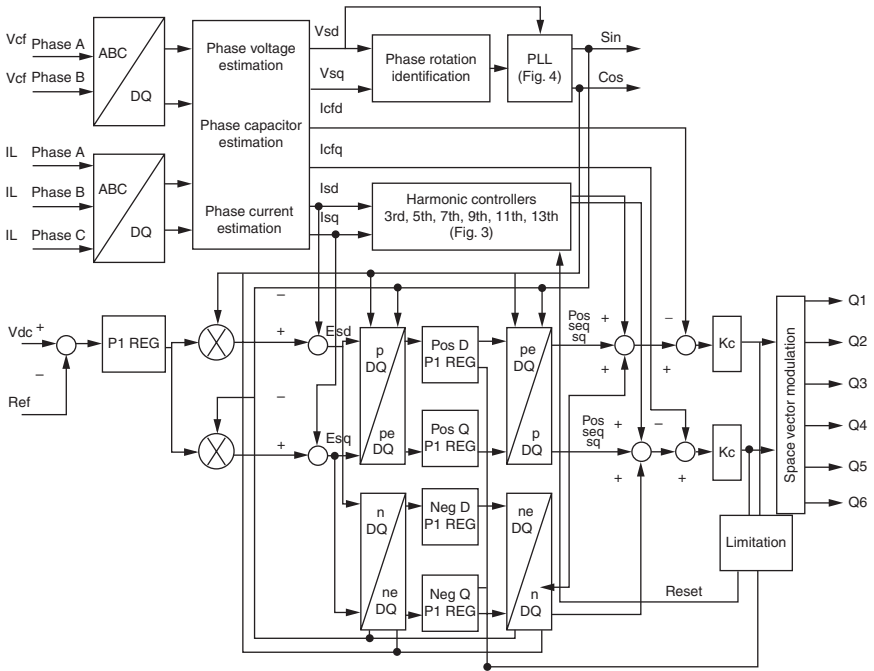 Vcf Phase A
Vcf Phase B
ABC
DQ
IL Phase A
IL Phase B
IL Phase C
ABC
DQ
Phase voltage
estimation
Phase capacitor
estimation
Phase current
estimation
Vsd
Vsq
Icfd
Icfq
Isd
Isq
Phase rotation
identification
PLL
(Fig. 4)
Sin
Cos
Harmonic controllers
3rd, 5th, 7th, 9th, 11th, 13th
(Fig. 3)
Vdc +
−
Ref
P1 REG
−
+
Esd
−
+
Esq
p
DQ
pe
DQ
Pos D
P1 REG
Pos Q
P1 REG
pe
DQ
p
DQ
n
DQ
ne
DQ
Neg D
P1 REG
Neg Q
P1 REG
ne
DQ
n
DQ
Pos
seq
sq
+
+
−
+
Kc
Pos
seq
sq
+
+
−
+
Kc
Space vector modulation
Q1
Q2
Q3
Q4
Q5
Q6
Limitation
Reset